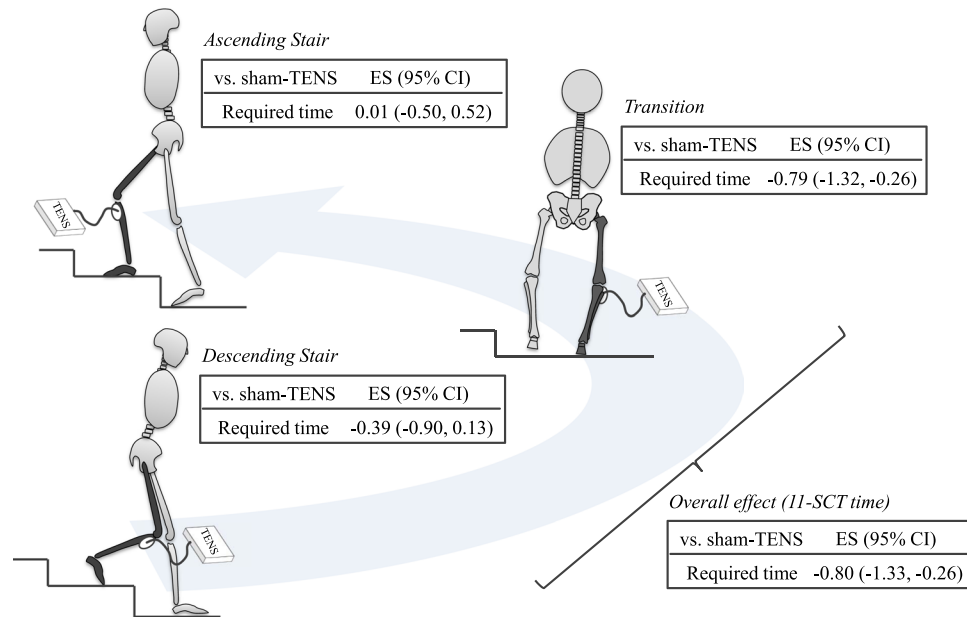 Ascending Stair
vs. sham-TENS ES (95% CI)
Required time 0.01 (-0.50, 0.52)
TENS
Transition
vs. sham-TENS ES (95% CI)
Required time -0.79 (-1.32, -0.26)
TENS
Descending Stair
vs. sham-TENS ES (95% CI)
Required time -0.39 (-0.90, 0.13)
TENS
Overall effect (11-SCT time)
vs. sham-TENS ES (95% CI)
Required time -0.80 (-1.33, -0.26)